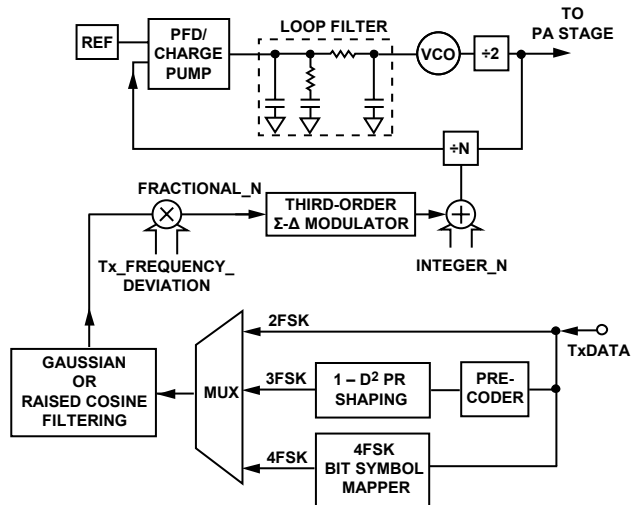 TO
PA STAGE
LOOP FILTER
REF
PFD/
CHARGE
PUMP
VCO
÷2
÷N
FRACTIONAL_N
THIRD-ORDER
Σ-Δ MODULATOR
Tx_FREQUENCY_
DEVIATION
INTEGER_N
2FSK
TxDATA
GAUSSIAN
OR
RAISED COSINE
FILTERING
MUX
3FSK
1 – D² PR
SHAPING
PRE-
CODER
4FSK
4FSK
BIT SYMBOL
MAPPER